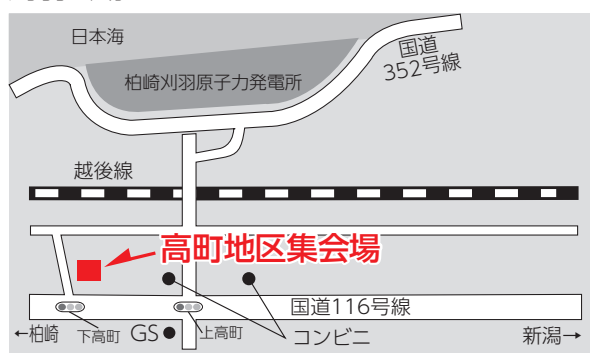 日本海
国道
352号線
柏崎刈羽原子力発電所
越後線
高町地区集会場
国道116号線
←柏崎
下高町
GS
上高町
コンビニ
新潟→